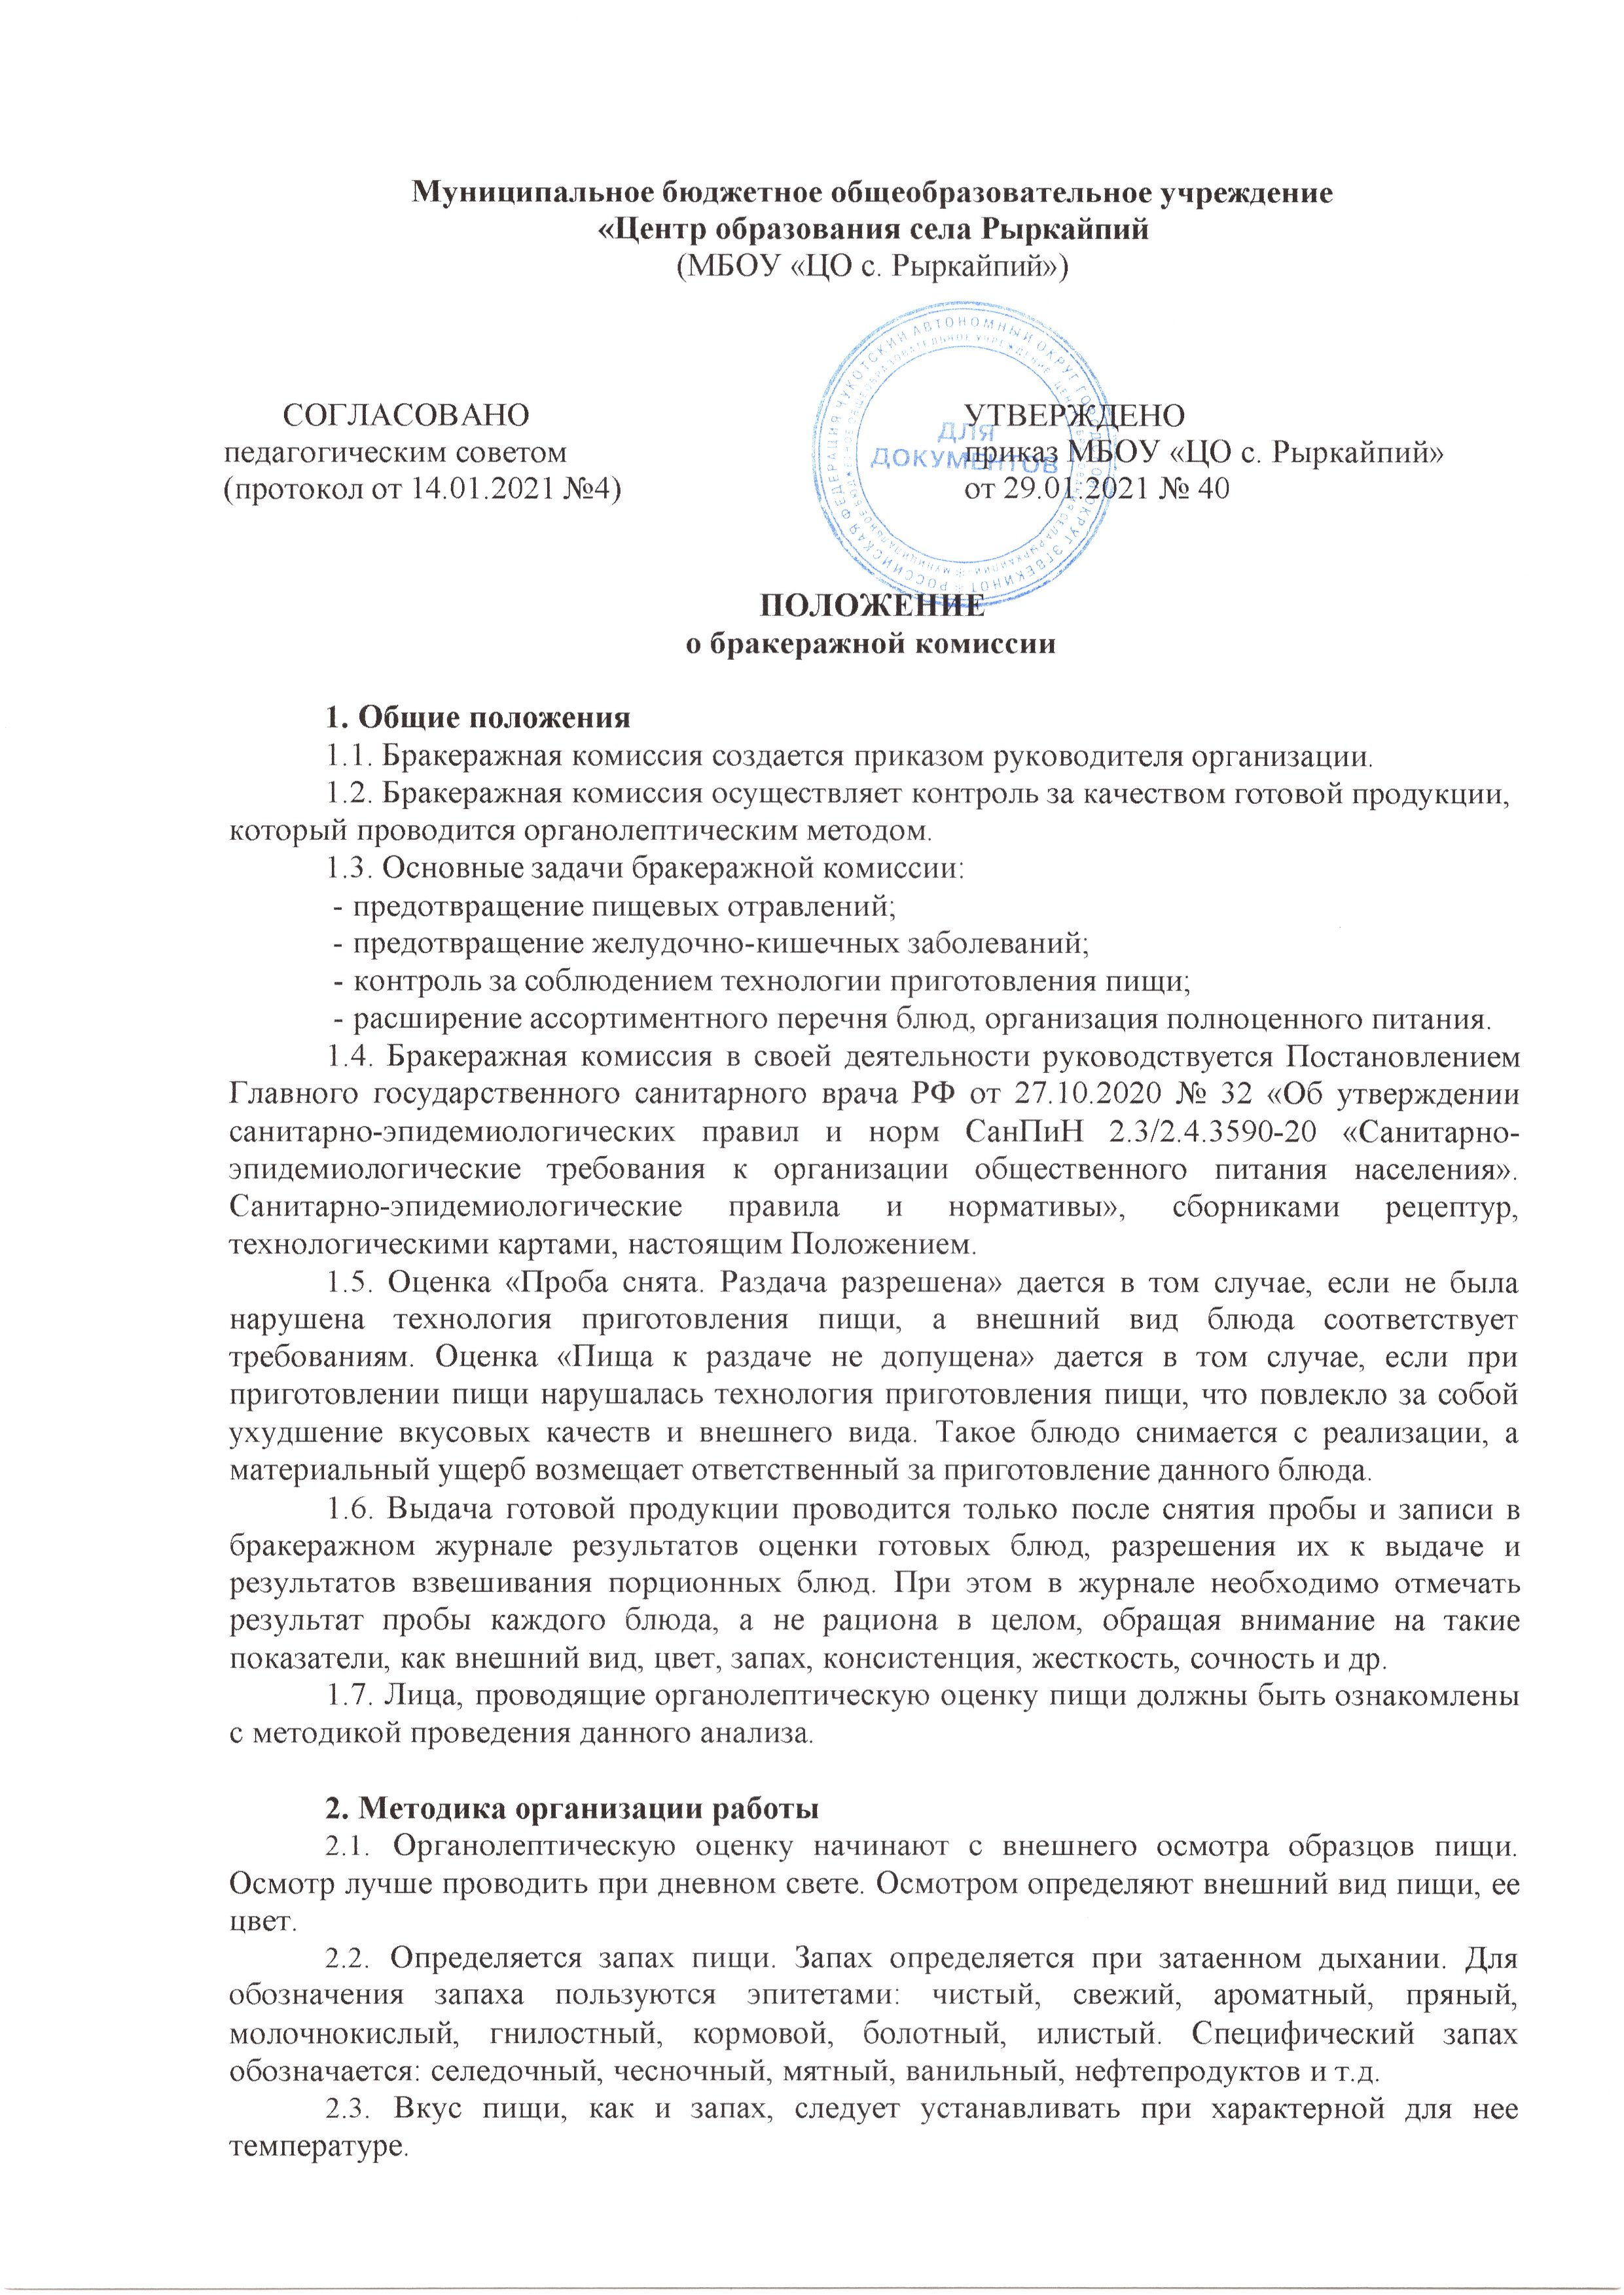 Муниципальное бюджетное общеобразовательное учреждение
«Центр образования села Рыркайпий
(МБОУ «ЦО с. Рыркайпий»)
РОССИЙСКАЯ ФЕДЕРАЦИЯ ЧУКОТСКИЙ АВТОНОМНЫЙ ОКРУГ ГОРОДСКОЙ ОКРУГ ЭГВЕКИНОТ
МУНИЦИПАЛЬНОЕ БЮДЖЕТНОЕ ОБЩЕОБРАЗОВАТЕЛЬНОЕ УЧРЕЖДЕНИЕ ЦЕНТР ОБРАЗОВАНИЯ СЕЛА РЫРКАЙПИЙ
ДЛЯ
ДОКУМЕНТОВ
СОГЛАСОВАНО
педагогическим советом
(протокол от 14.01.2021 №4)
УТВЕРЖДЕНО
приказ МБОУ «ЦО с. Рыркайпий»
от 29.01.2021 № 40
ПОЛОЖЕНИЕ
о бракеражной комиссии
1. Общие положения
1.1. Бракеражная комиссия создается приказом руководителя организации.
1.2. Бракеражная комиссия осуществляет контроль за качеством готовой продукции,
который проводится органолептическим методом.
1.3. Основные задачи бракеражной комиссии:
- предотвращение пищевых отравлений;
- предотвращение желудочно-кишечных заболеваний;
- контроль за соблюдением технологии приготовления пищи;
- расширение ассортиментного перечня блюд, организация полноценного питания.
1.4. Бракеражная комиссия в своей деятельности руководствуется Постановлением
Главного государственного санитарного врача РФ от 27.10.2020 № 32 «Об утверждении
санитарно-эпидемиологических правил и норм СанПиН 2.3/2.4.3590-20 «Санитарно-
эпидемиологические требования к организации общественного питания населения».
Санитарно-эпидемиологические правила и нормативы», сборниками рецептур,
технологическими картами, настоящим Положением.
1.5. Оценка «Проба снята. Раздача разрешена» дается в том случае, если не была
нарушена технология приготовления пищи, а внешний вид блюда соответствует
требованиям. Оценка «Пища к раздаче не допущена» дается в том случае, если при
приготовлении пищи нарушалась технология приготовления пищи, что повлекло за собой
ухудшение вкусовых качеств и внешнего вида. Такое блюдо снимается с реализации, а
материальный ущерб возмещает ответственный за приготовление данного блюда.
1.6. Выдача готовой продукции проводится только после снятия пробы и записи в
бракеражном журнале результатов оценки готовых блюд, разрешения их к выдаче и
результатов взвешивания порционных блюд. При этом в журнале необходимо отмечать
результат пробы каждого блюда, а не рациона в целом, обращая внимание на такие
показатели, как внешний вид, цвет, запах, консистенция, жесткость, сочность и др.
1.7. Лица, проводящие органолептическую оценку пищи должны быть ознакомлены
с методикой проведения данного анализа.
2. Методика организации работы
2.1. Органолептическую оценку начинают с внешнего осмотра образцов пищи.
Осмотр лучше проводить при дневном свете. Осмотром определяют внешний вид пищи, ее
цвет.
2.2. Определяется запах пищи. Запах определяется при затаенном дыхании. Для
обозначения запаха пользуются эпитетами: чистый, свежий, ароматный, пряный,
молочнокислый, гнилостный, кормовой, болотный, илистый. Специфический запах
обозначается: селедочный, чесночный, мятный, ванильный, нефтепродуктов и т.д.
2.3. Вкус пищи, как и запах, следует устанавливать при характерной для нее
температуре.